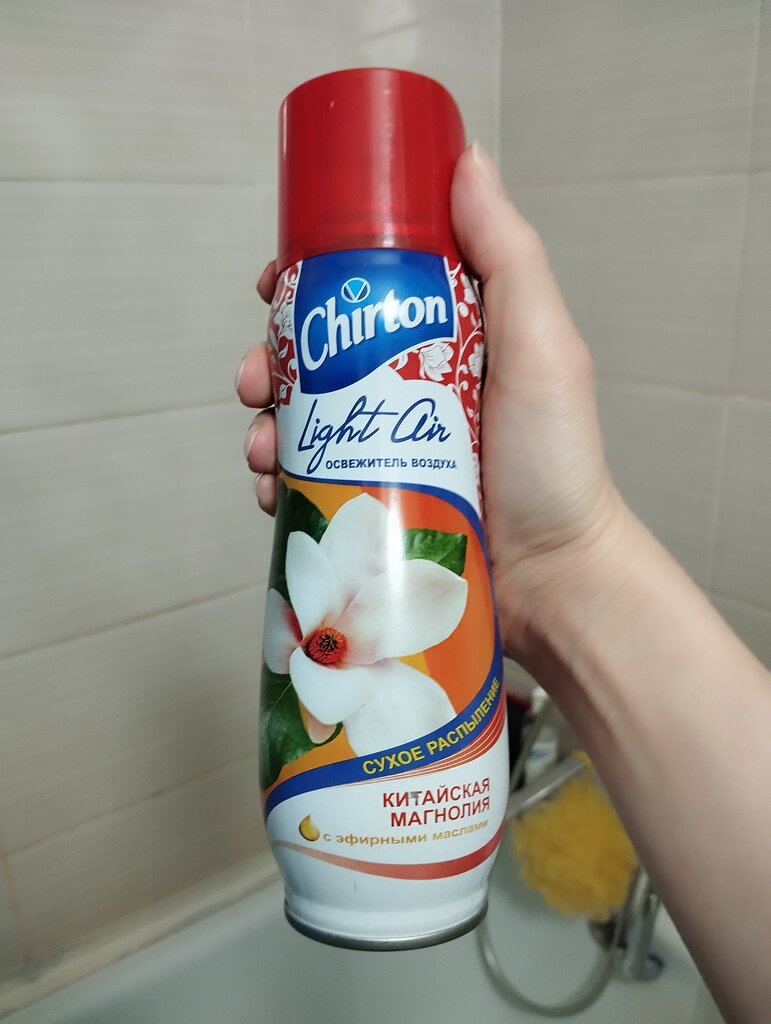 Chirton
Light Air
ОСВЕЖИТЕЛЬ ВОЗДУХА
СУХОЕ РАСПЫЛЕНИЕ
КИТАЙСКАЯ
МАГНОЛИЯ
с эфирными маслами